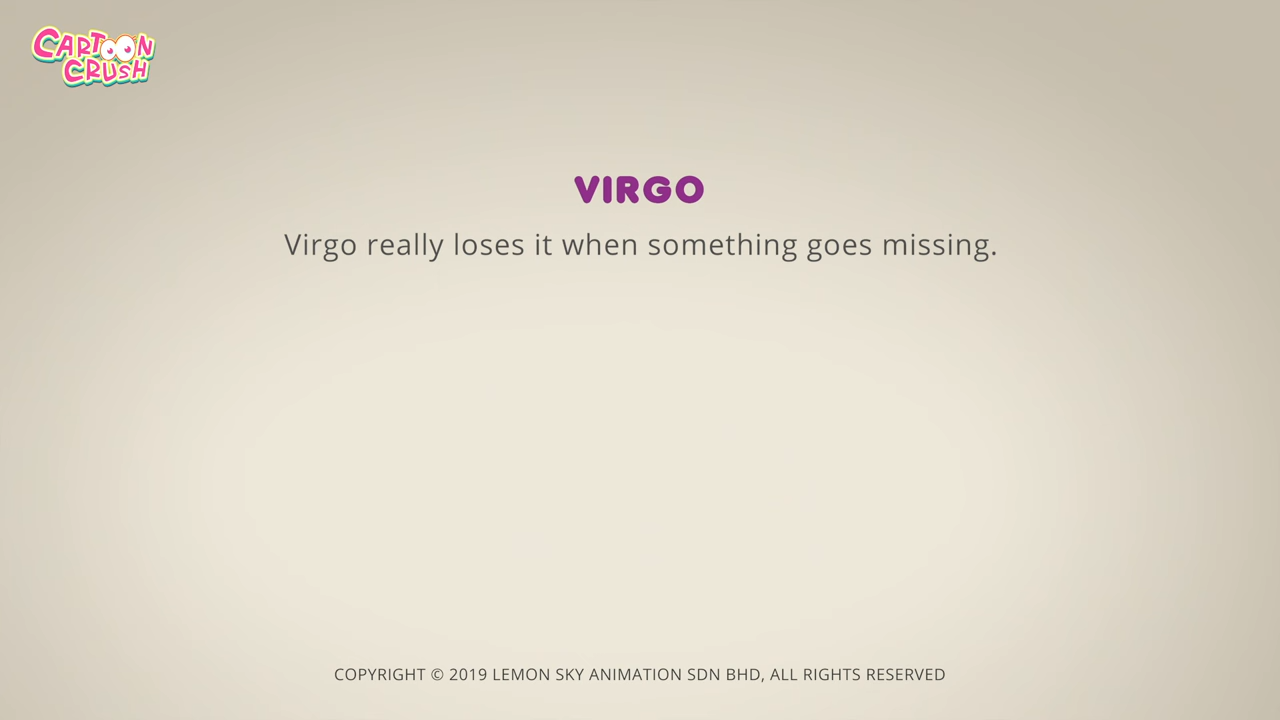 CARTOON
CRUSH
VIRGO
Virgo really loses it when something goes missing.
COPYRIGHT © 2019 LEMON SKY ANIMATION SDN BHD, ALL RIGHTS RESERVED